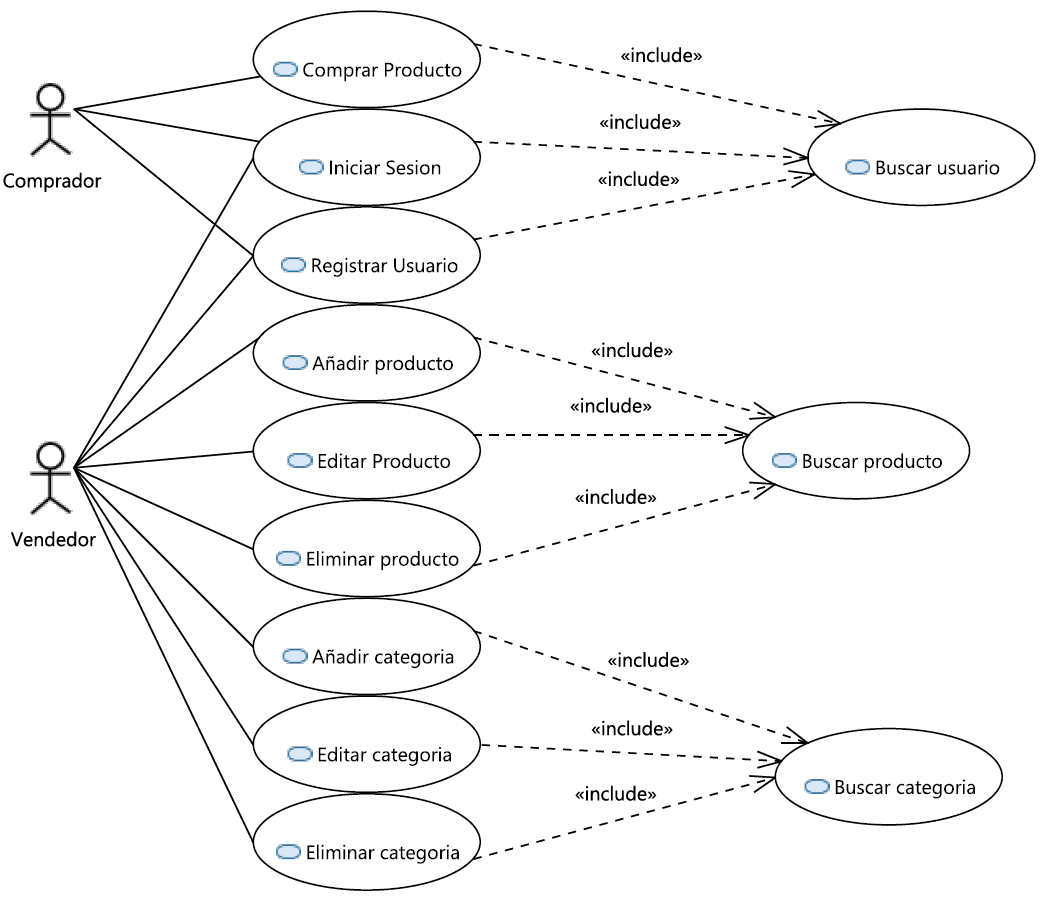 Comprar Producto
«include»
Comprador
Iniciar Sesion
«include»
Buscar usuario
Registrar Usuario
«include»
Añadir producto
«include»
Editar Producto
«include»
Buscar producto
Vendedor
Eliminar producto
«include»
Añadir categoria
«include»
Editar categoria
«include»
Buscar categoria
Eliminar categoria
«include»